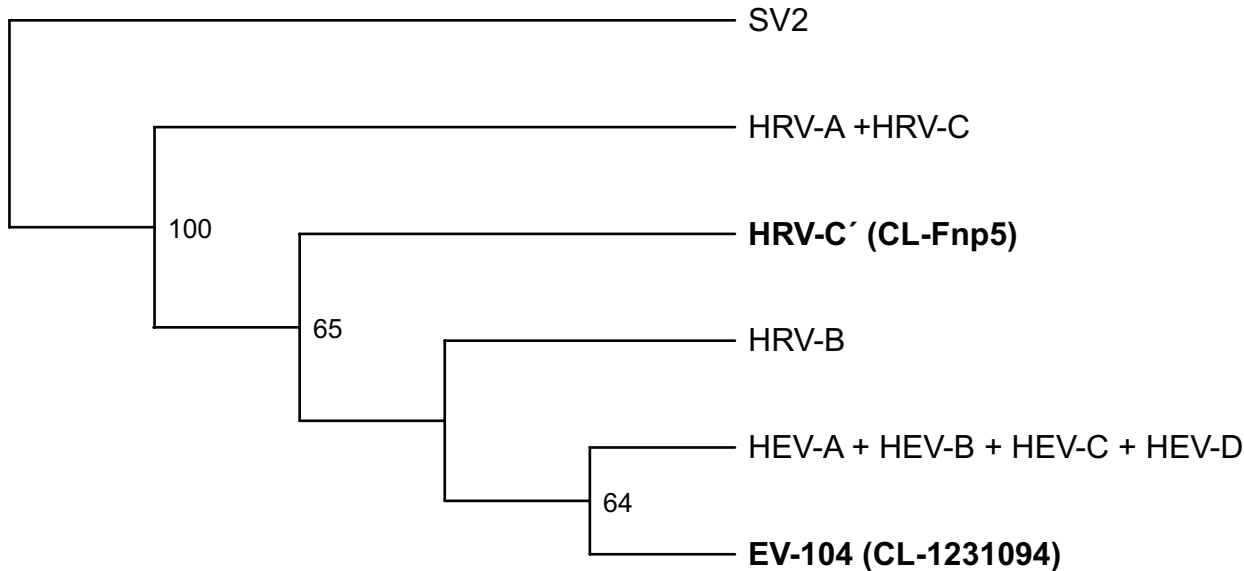 SV2
HRV-A +HRV-C
100
HRV-C´ (CL-Fnp5)
65
HRV-B
HEV-A + HEV-B + HEV-C + HEV-D
64
EV-104 (CL-1231094)